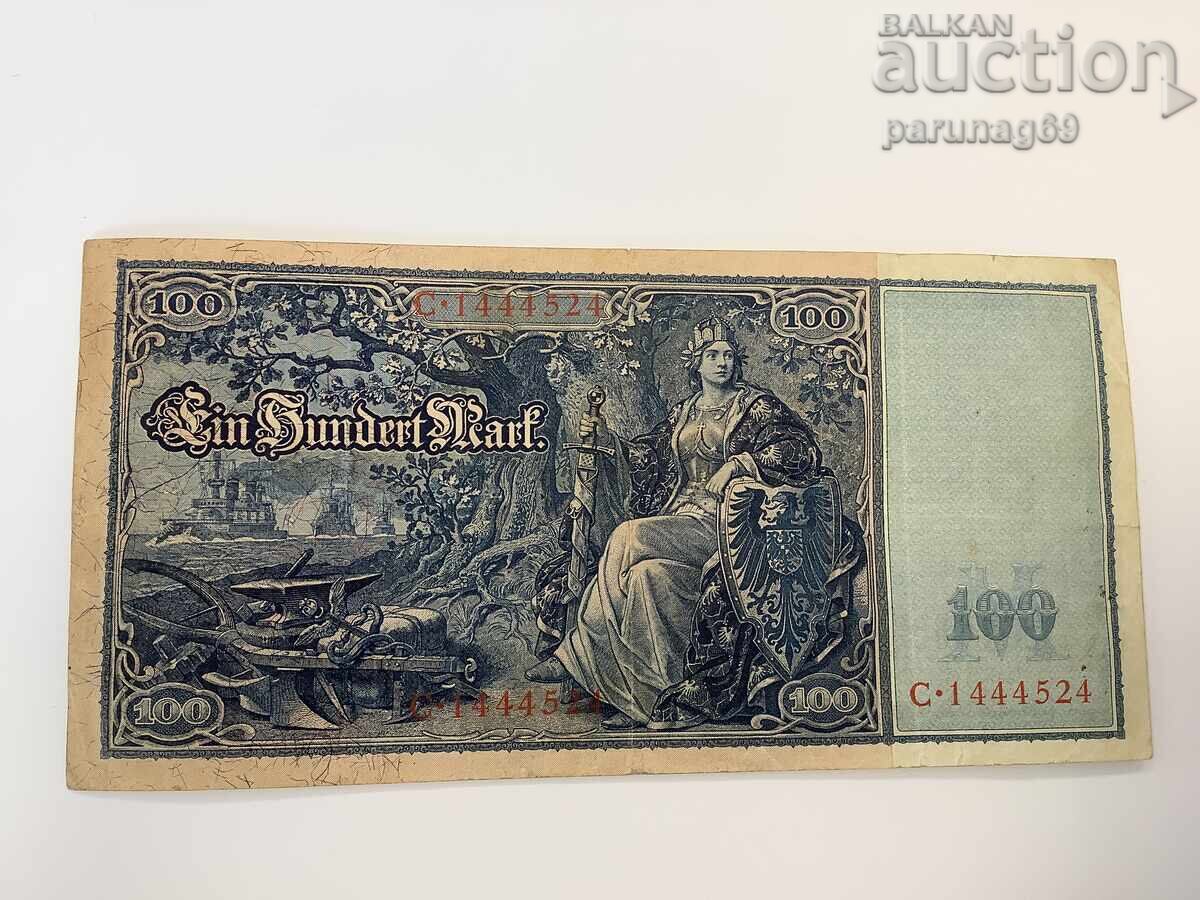 BALKAN
auction
parunag69
100 C·1444524 100
Ein Hundert Mark.
M
100
C·1444524
100 C·1444524 100